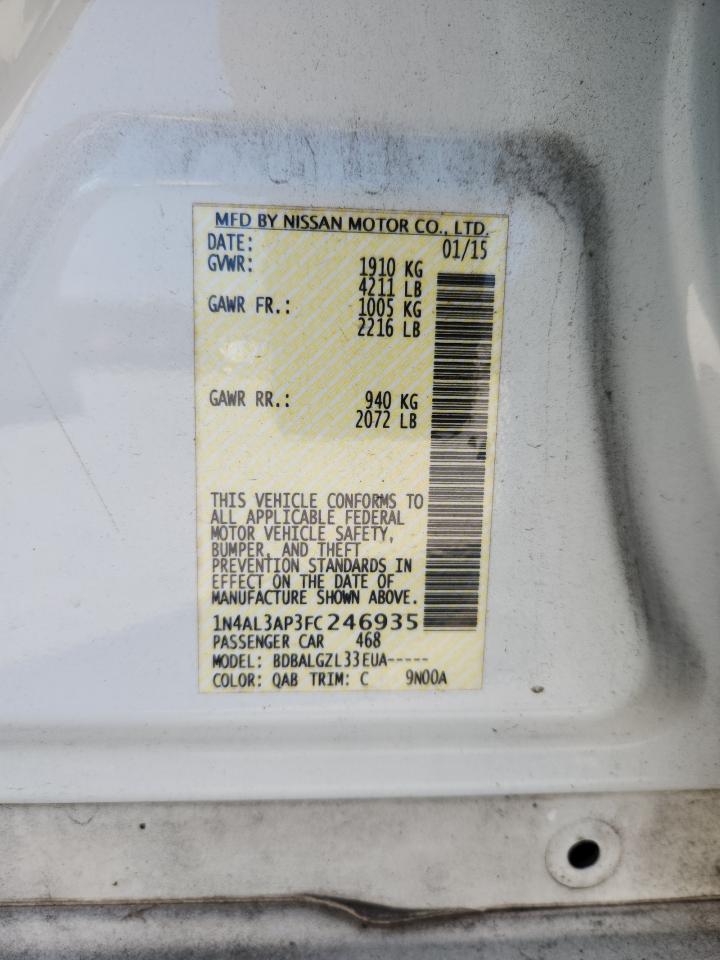 MFD BY NISSAN MOTOR CO., LTD.
DATE: 01/15
GVWR: 1910 KG
4211 LB
GAWR FR.: 1005 KG
2216 LB
GAWR RR.: 940 KG
2072 LB
THIS VEHICLE CONFORMS TO
ALL APPLICABLE FEDERAL
MOTOR VEHICLE SAFETY,
BUMPER, AND THEFT
PREVENTION STANDARDS IN
EFFECT ON THE DATE OF
MANUFACTURE SHOWN ABOVE.
1N4AL3AP3FC246935
PASSENGER CAR 468
MODEL: BDBALGZL33EUA-----
COLOR: QAB TRIM: C 9N00A